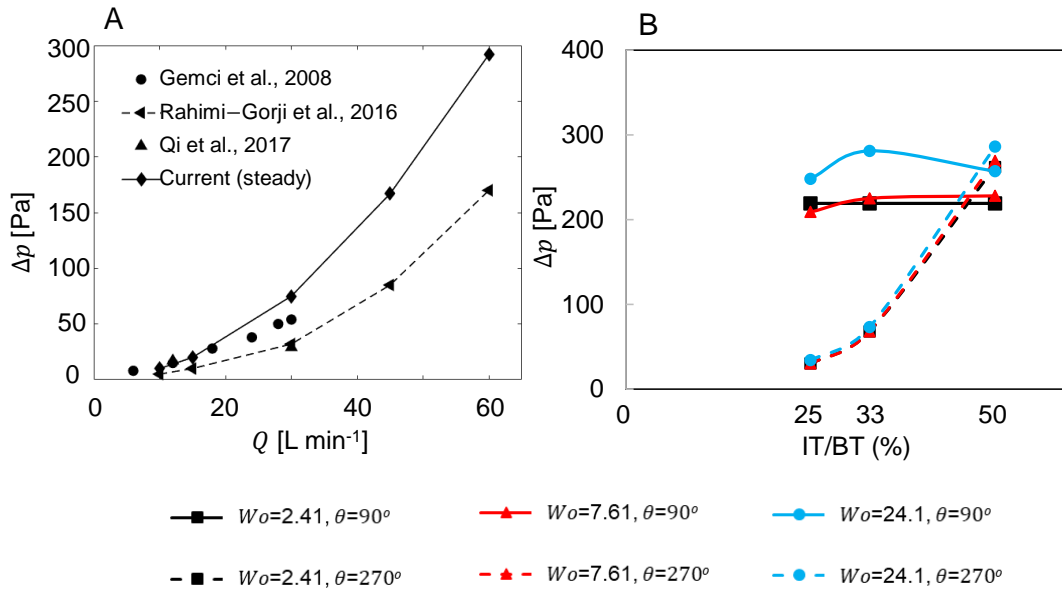 A
300
250
200
150
100
50
0
Δp [Pa]
Gemci et al., 2008
Rahimi−Gorji et al., 2016
Qi et al., 2017
Current (steady)
0 20 40 60
Q [L min⁻¹]
B
400
300
200
100
0
Δp [Pa]
0 25 33 50
IT/BT (%)
Wo=2.41, θ=90ᵒ Wo=7.61, θ=90ᵒ Wo=24.1, θ=90ᵒ
Wo=2.41, θ=270ᵒ Wo=7.61, θ=270ᵒ Wo=24.1, θ=270ᵒ